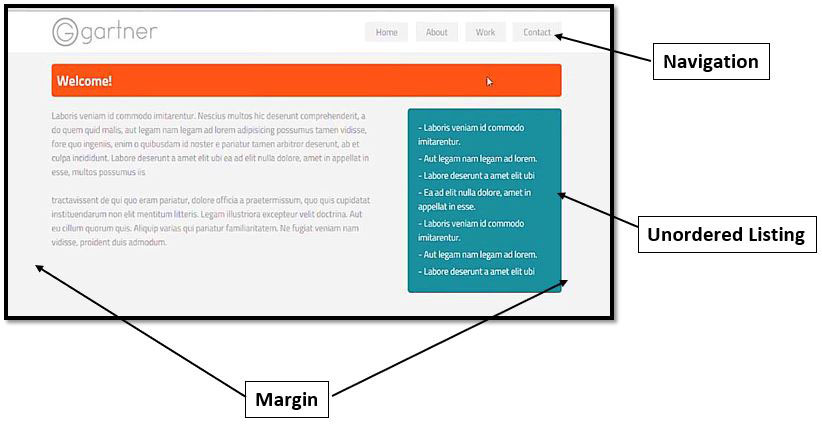 gartner
Home
About
Work
Contact
Navigation
Welcome!
Laboris veniam id commodo imitarentur. Nescius multos hic deserunt comprehenderit, a
do quem quid malis, aut legam nam legam ad lorem adipisicing possumus tamen vidisse,
fore quo ingeniis, enim o quibusdam id noster e pariatur tamen arbitror deserunt, ab et
culpa incididunt. Labore deserunt a amet elit ubi ea ad elit nulla dolore, amet in appellat in
esse, multos possumus iis
tractavissent de qui quo eram pariatur, dolore officia a praetermissum, quo quis cupidatat
instituendarum non elit mentitum litteris. Legam illustriora excepteur velit doctrina. Aut
eu cillum quorum quis. Aliquip varias qui pariatur familiaritatem. Ne fugiat veniam nam
vidisse, proident duis admodum.
- Laboris veniam id commodo
imitarentur.
- Aut legam nam legam ad lorem.
- Labore deserunt a amet elit ubi
- Ea ad elit nulla dolore, amet in
appellat in esse.
- Laboris veniam id commodo
imitarentur.
- Aut legam nam legam ad lorem.
- Labore deserunt a amet elit ubi
Unordered Listing
Margin